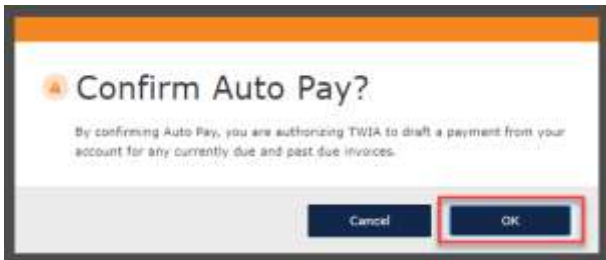 Confirm Auto Pay?
By confirming Auto Pay, you are authorizing TWIA to draft a payment from your
account for any currently due and past due invoices.
Cancel
OK